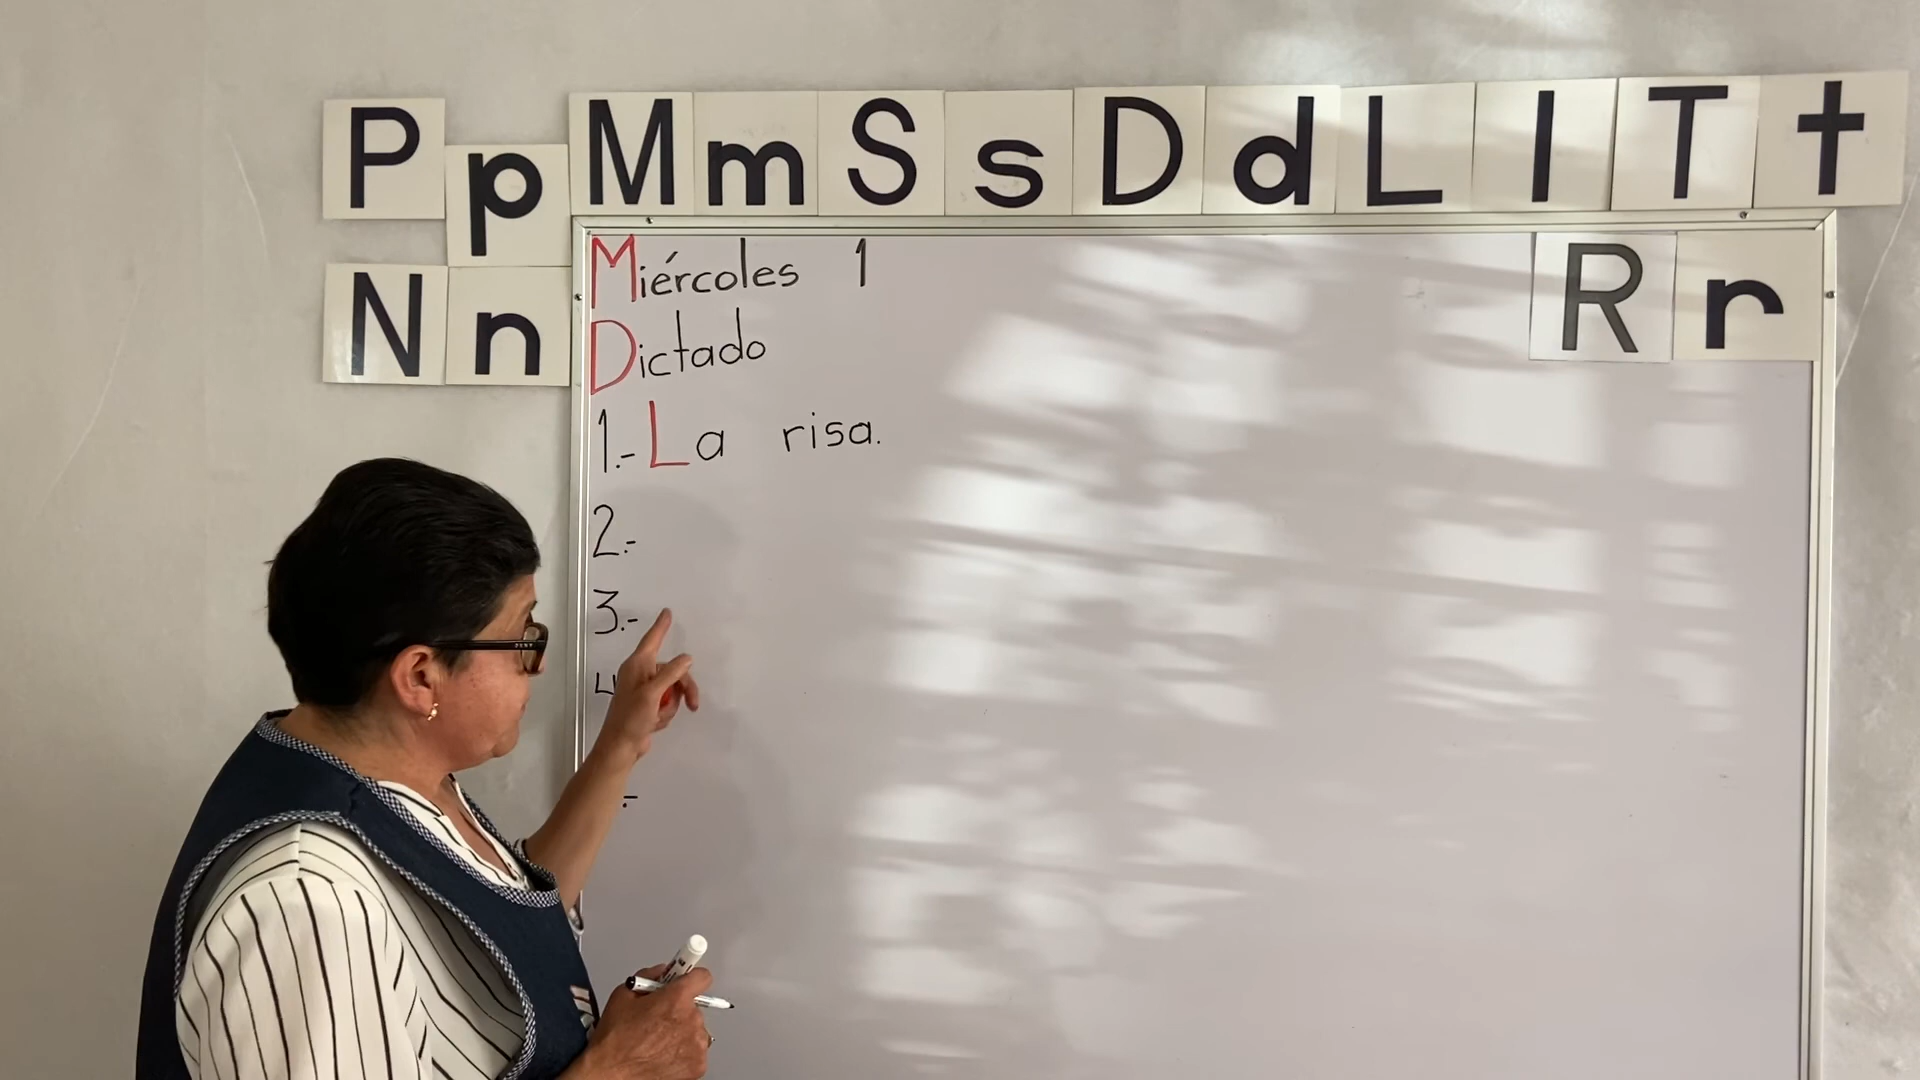 P p M m S s D d L l T t
N n R r
Miércoles 1
Dictado
1.- La risa.
2.-
3.-
4
.-